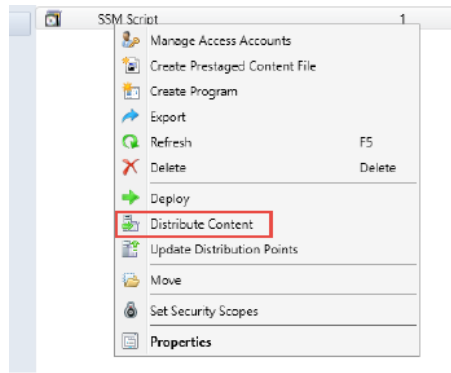 SSM Script 1
Manage Access Accounts
Create Prestaged Content File
Create Program
Export
Refresh F5
Delete Delete
Deploy
Distribute Content
Update Distribution Points
Move
Set Security Scopes
Properties